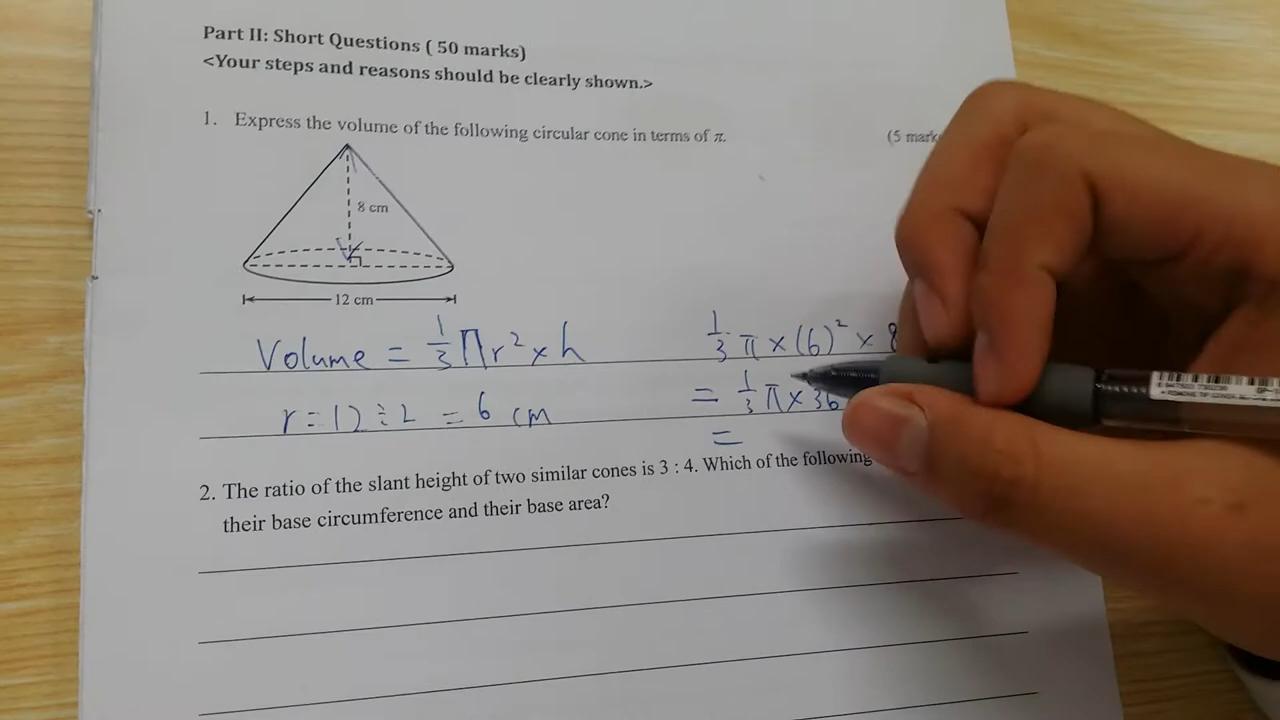 Part II: Short Questions ( 50 marks)
<Your steps and reasons should be clearly shown.>
1. Express the volume of the following circular cone in terms of π.
(5 mark
8 cm
12 cm
Volume = 1/3 πr² × h
1/3 π × (6)² × 8
r = 12 ÷ 2 = 6 cm
= 1/3 π × 36
=
2. The ratio of the slant height of two similar cones is 3 : 4. Which of the following
their base circumference and their base area?